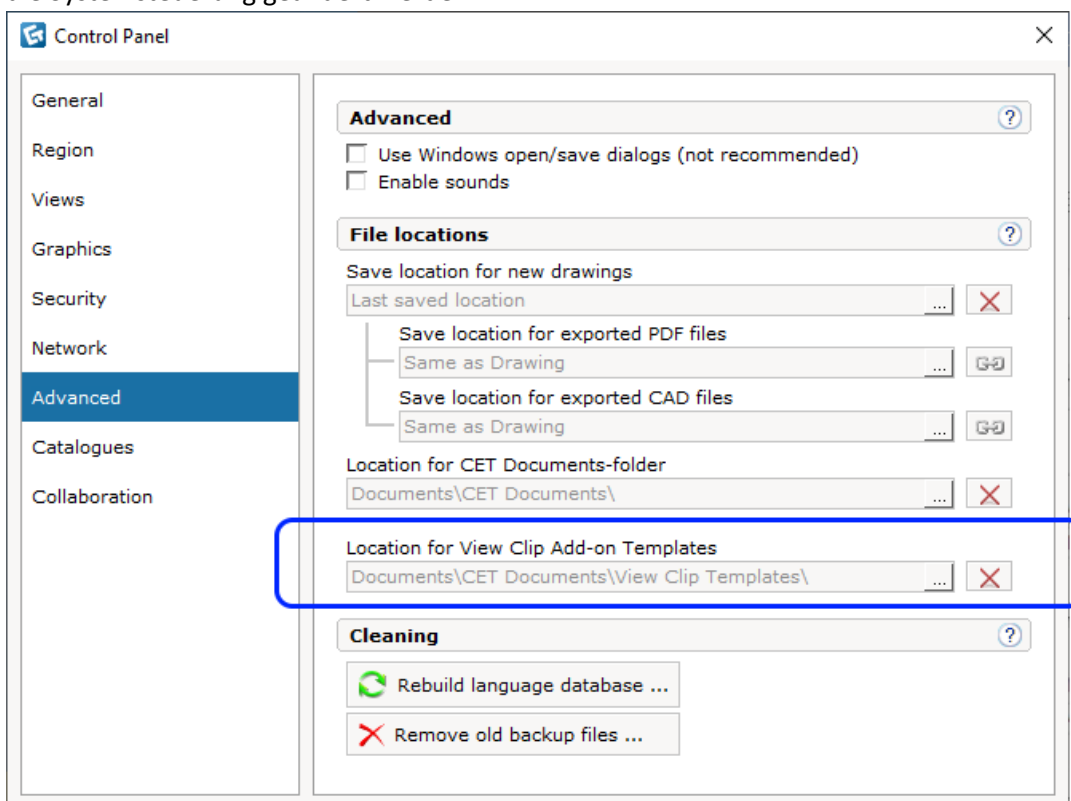 Control Panel
General
Region
Views
Graphics
Security
Network
Advanced
Catalogues
Collaboration
Advanced
Use Windows open/save dialogs (not recommended)
Enable sounds
File locations
Save location for new drawings
Last saved location ...
Save location for exported PDF files
Same as Drawing ...
Save location for exported CAD files
Same as Drawing ...
Location for CET Documents-folder
Documents\CET Documents\ ...
Location for View Clip Add-on Templates
Documents\CET Documents\View Clip Templates\ ...
Cleaning
Rebuild language database ...
Remove old backup files ...